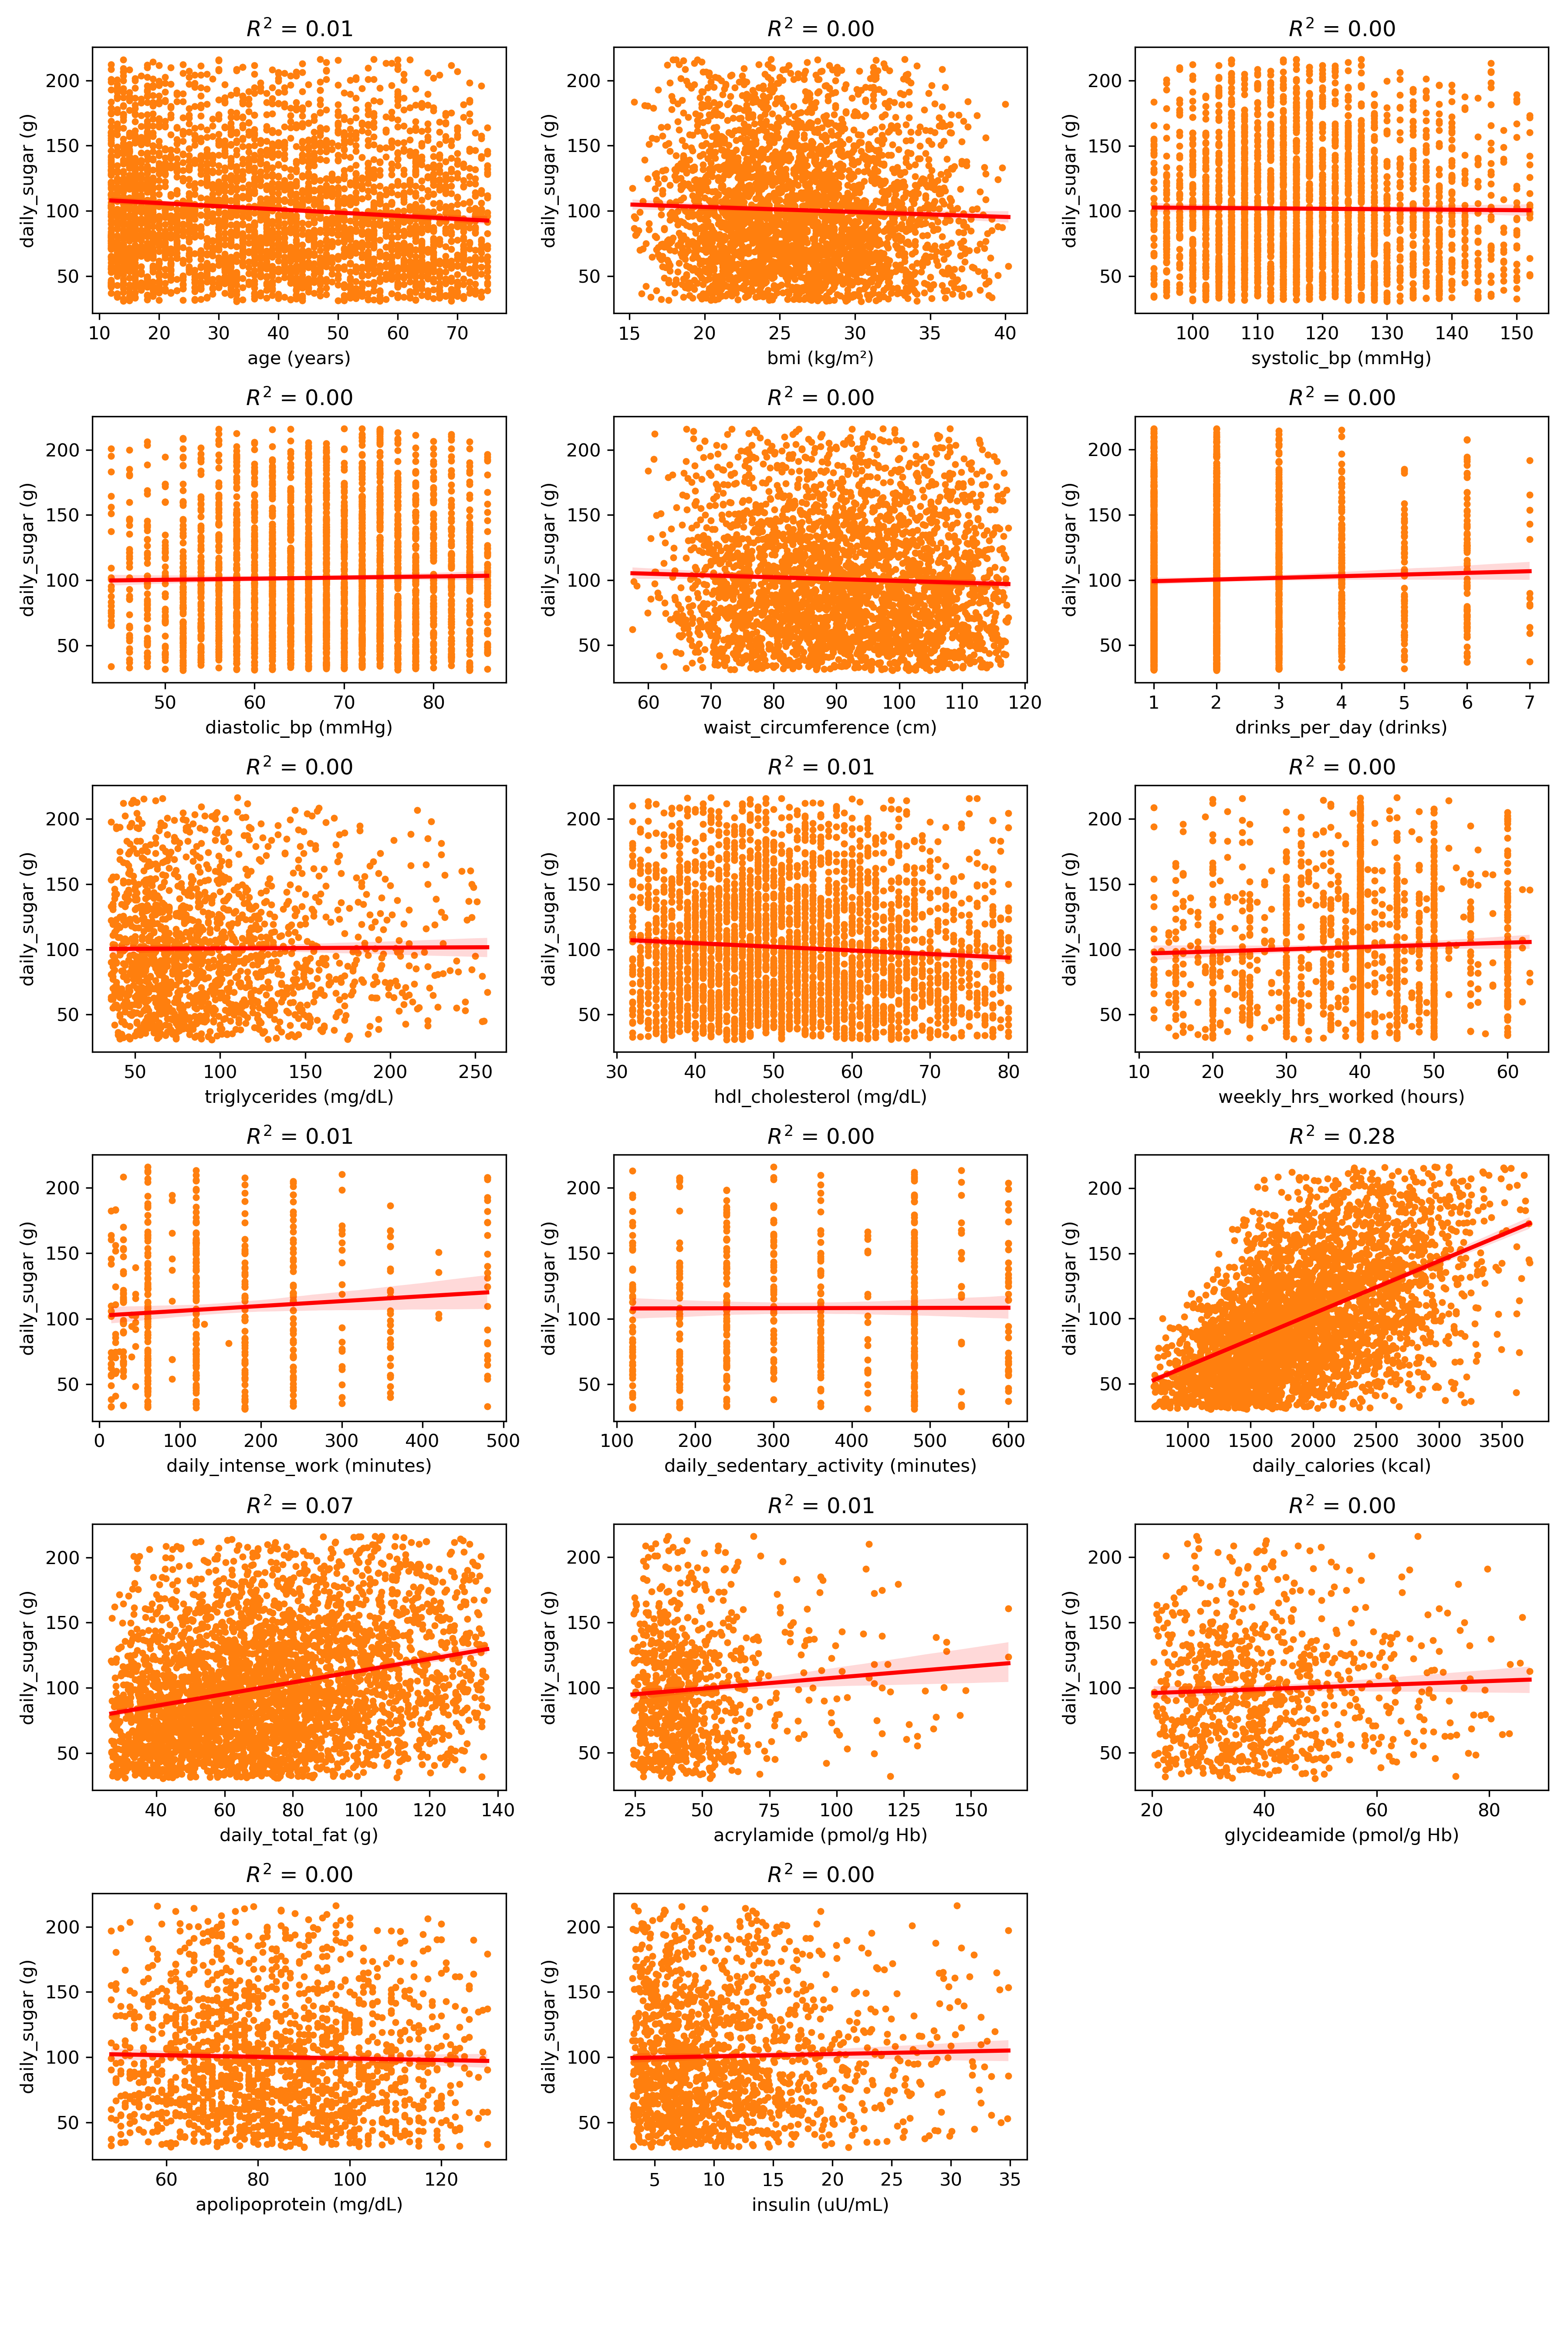 R² = 0.01
R² = 0.00
R² = 0.00
daily_sugar (g)
200
150
100
50
10 20 30 40 50 60 70
age (years)
daily_sugar (g)
200
150
100
50
15 20 25 30 35 40
bmi (kg/m²)
daily_sugar (g)
200
150
100
50
100 110 120 130 140 150
systolic_bp (mmHg)
R² = 0.00
R² = 0.00
R² = 0.00
daily_sugar (g)
200
150
100
50
50 60 70 80
diastolic_bp (mmHg)
daily_sugar (g)
200
150
100
50
60 70 80 90 100 110 120
waist_circumference (cm)
daily_sugar (g)
200
150
100
50
1 2 3 4 5 6 7
drinks_per_day (drinks)
R² = 0.00
R² = 0.01
R² = 0.00
daily_sugar (g)
200
150
100
50
50 100 150 200 250
triglycerides (mg/dL)
daily_sugar (g)
200
150
100
50
30 40 50 60 70 80
hdl_cholesterol (mg/dL)
daily_sugar (g)
200
150
100
50
10 20 30 40 50 60
weekly_hrs_worked (hours)
R² = 0.01
R² = 0.00
R² = 0.28
daily_sugar (g)
200
150
100
50
0 100 200 300 400 500
daily_intense_work (minutes)
daily_sugar (g)
200
150
100
50
100 200 300 400 500 600
daily_sedentary_activity (minutes)
daily_sugar (g)
200
150
100
50
1000 1500 2000 2500 3000 3500
daily_calories (kcal)
R² = 0.07
R² = 0.01
R² = 0.00
daily_sugar (g)
200
150
100
50
40 60 80 100 120 140
daily_total_fat (g)
daily_sugar (g)
200
150
100
50
25 50 75 100 125 150
acrylamide (pmol/g Hb)
daily_sugar (g)
200
150
100
50
20 40 60 80
glycideamide (pmol/g Hb)
R² = 0.00
R² = 0.00
daily_sugar (g)
200
150
100
50
60 80 100 120
apolipoprotein (mg/dL)
daily_sugar (g)
200
150
100
50
5 10 15 20 25 30 35
insulin (uU/mL)